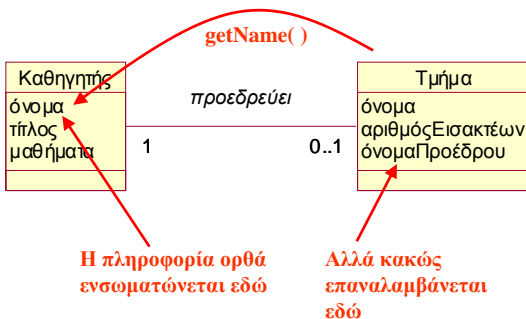 getName( )
Καθηγητής
όνομα
τίτλος
μαθήματα
προεδρεύει
1
0..1
Τμήμα
όνομα
αριθμόςΕισακτέων
όνομαΠροέδρου
Η πληροφορία ορθά
ενσωματώνεται εδώ
Αλλά κακώς
επαναλαμβάνεται
εδώ